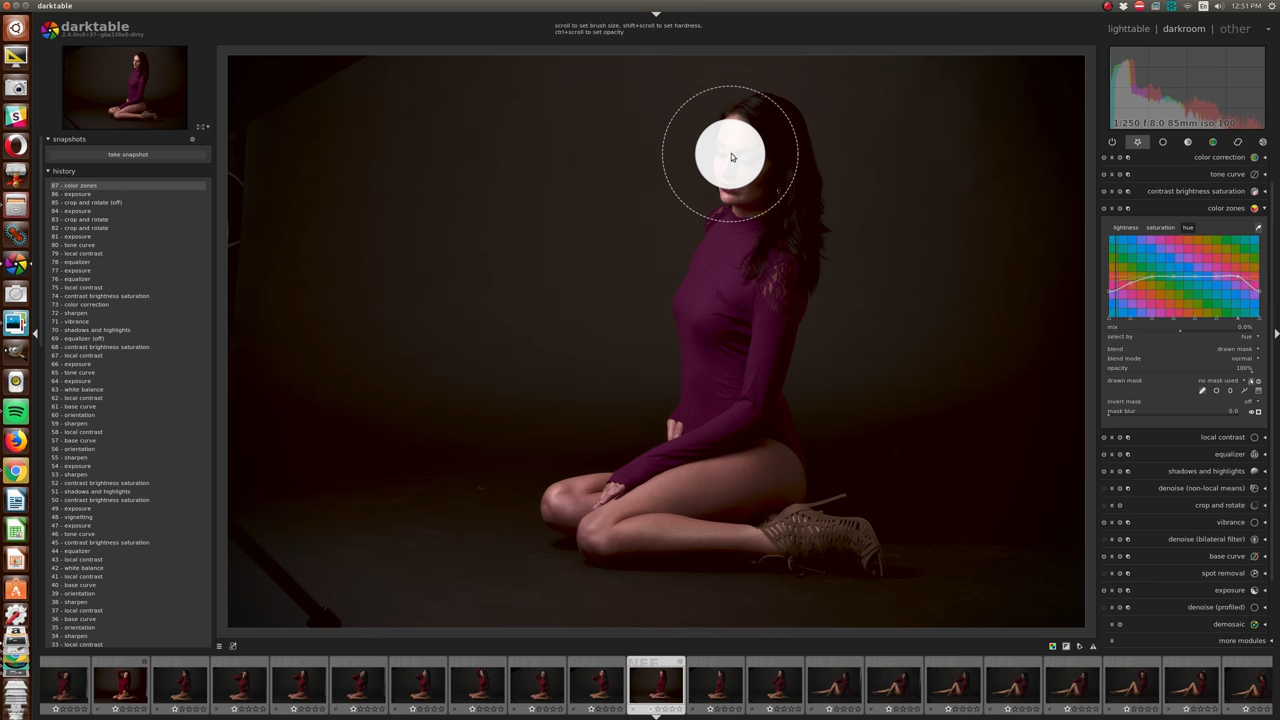 darktable
En
12:51 PM
darktable
scroll to set brush size, shift+scroll to set hardness,
ctrl+scroll to set opacity
lighttable | darkroom | other
1/250 f/8.0 85mm iso 100
snapshots
take snapshot
history
87 - color zones
86 - exposure
85 - crop and rotate (off)
84 - exposure
83 - crop and rotate
82 - crop and rotate
81 - exposure
80 - tone curve
79 - local contrast
78 - equalizer
77 - exposure
76 - equalizer
75 - local contrast
74 - contrast brightness saturation
73 - color correction
72 - sharpen
71 - vibrance
70 - shadows and highlights
69 - equalizer (off)
68 - contrast brightness saturation
67 - local contrast
66 - exposure
65 - tone curve
64 - exposure
63 - white balance
62 - local contrast
61 - base curve
60 - orientation
59 - sharpen
58 - local contrast
57 - base curve
56 - orientation
55 - sharpen
54 - exposure
53 - sharpen
52 - contrast brightness saturation
51 - shadows and highlights
50 - contrast brightness saturation
49 - exposure
48 - vignetting
47 - exposure
46 - tone curve
45 - contrast brightness saturation
44 - equalizer
43 - local contrast
42 - white balance
41 - local contrast
40 - base curve
39 - orientation
38 - sharpen
37 - local contrast
36 - base curve
35 - orientation
34 - sharpen
33 - local contrast
color correction
tone curve
contrast brightness saturation
color zones
lightness saturation hue
mix 0.0%
select by hue
blend drawn mask
blend mode normal
opacity 100%
drawn mask no mask used
invert mask off
mask blur 0.0
local contrast
equalizer
shadows and highlights
denoise (non-local means)
crop and rotate
vibrance
denoise (bilateral filter)
base curve
spot removal
exposure
denoise (profiled)
demosaic
more modules